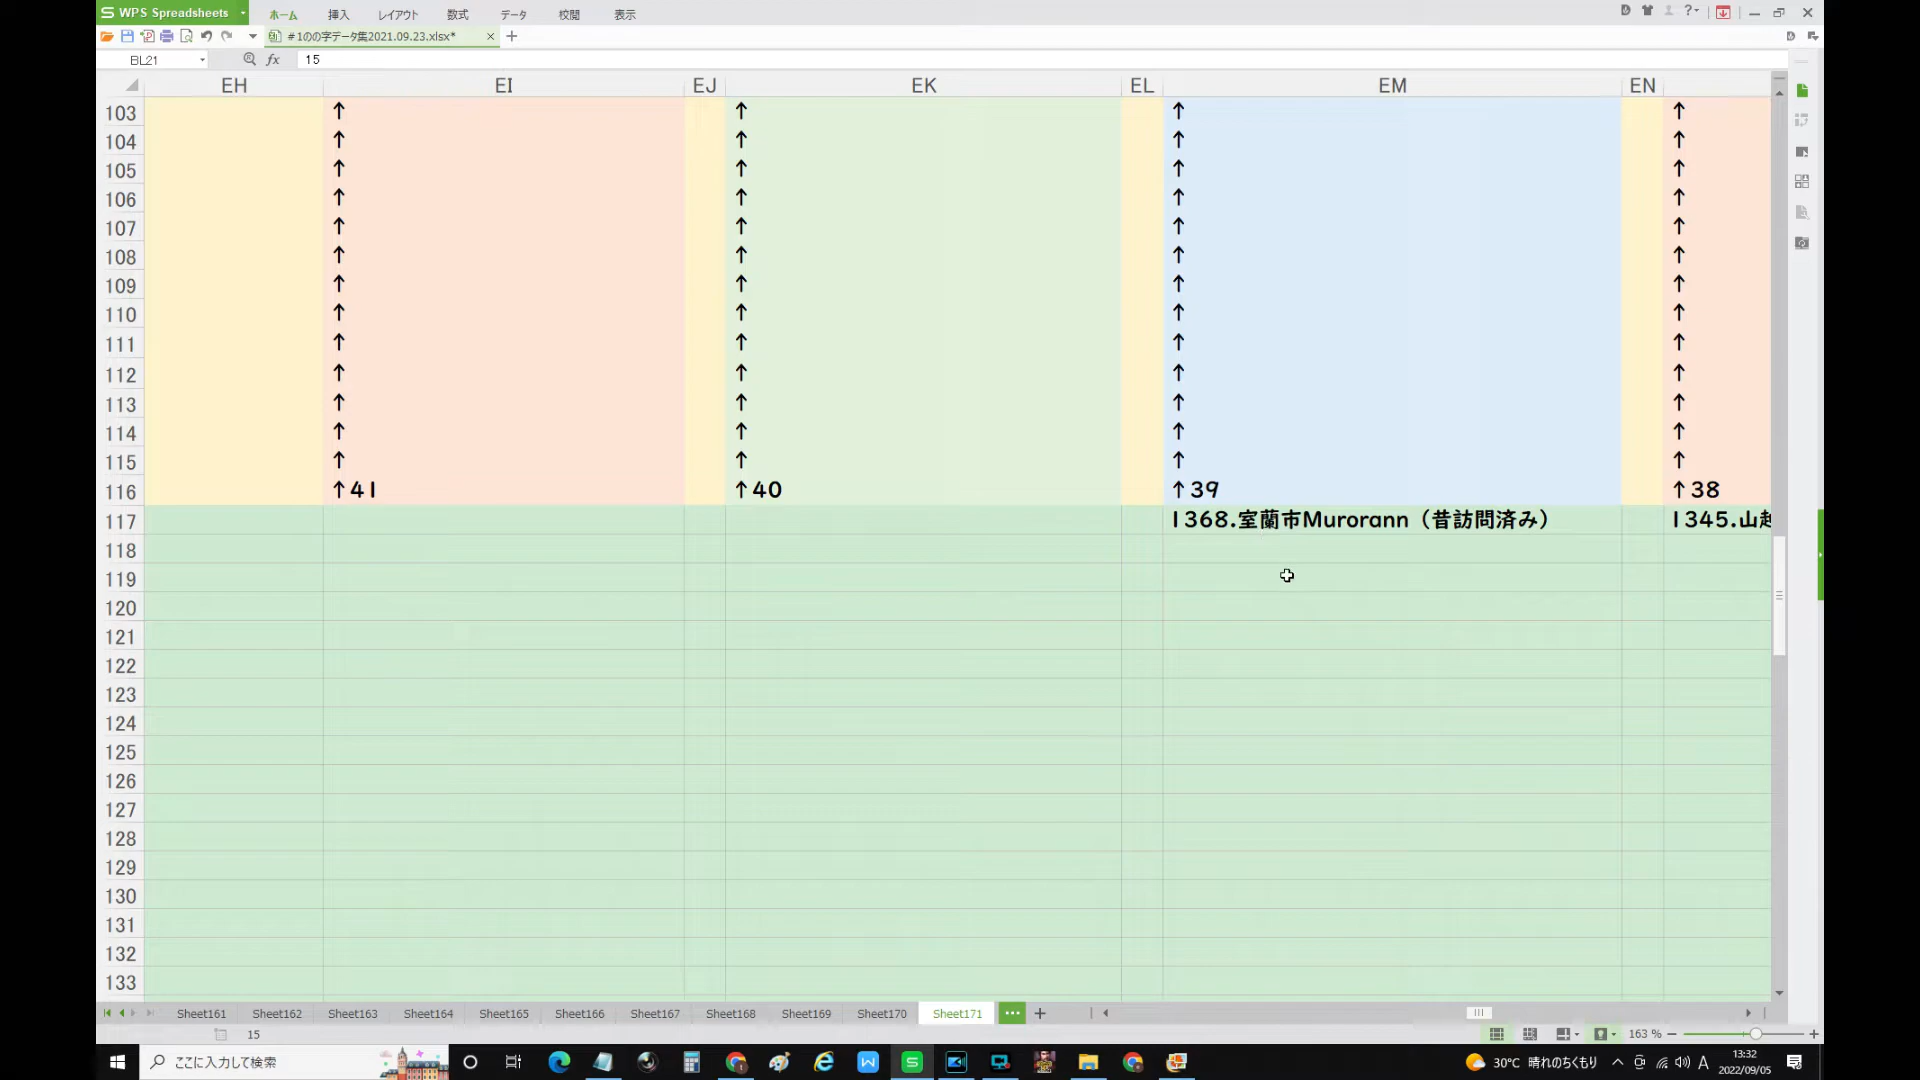 WPS Spreadsheets ホーム 挿入 レイアウト 数式 データ 校閲 表示
#1のの字データ集2021.09.23.xlsx*
BL21 fx 15
EH EI EJ EK EL EM EN
103 ↑ ↑ ↑ ↑
104 ↑ ↑ ↑ ↑
105 ↑ ↑ ↑ ↑
106 ↑ ↑ ↑ ↑
107 ↑ ↑ ↑ ↑
108 ↑ ↑ ↑ ↑
109 ↑ ↑ ↑ ↑
110 ↑ ↑ ↑ ↑
111 ↑ ↑ ↑ ↑
112 ↑ ↑ ↑ ↑
113 ↑ ↑ ↑ ↑
114 ↑ ↑ ↑ ↑
115 ↑ ↑ ↑ ↑
116 ↑41 ↑40 ↑39 ↑38
117 1368.室蘭市Murorann（昔訪問済み） 1345.山越
118
119
120
121
122
123
124
125
126
127
128
129
130
131
132
133
Sheet161 Sheet162 Sheet163 Sheet164 Sheet165 Sheet166 Sheet167 Sheet168 Sheet169 Sheet170 Sheet171
15 163 %
ここに入力して検索 30°C 晴れのちくもり A 13:32
2022/09/05